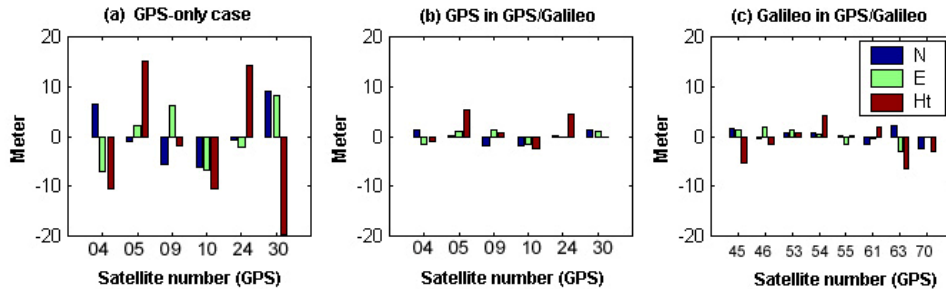 (a) GPS-only case
20
10
0
-10
-20
Meter
04 05 09 10 24 30
Satellite number (GPS)
(b) GPS in GPS/Galileo
20
10
0
-10
-20
Meter
04 05 09 10 24 30
Satellite number (GPS)
(c) Galileo in GPS/Galileo
20
10
0
-10
-20
Meter
N
E
Ht
45 46 53 54 55 61 63 70
Satellite number (GPS)